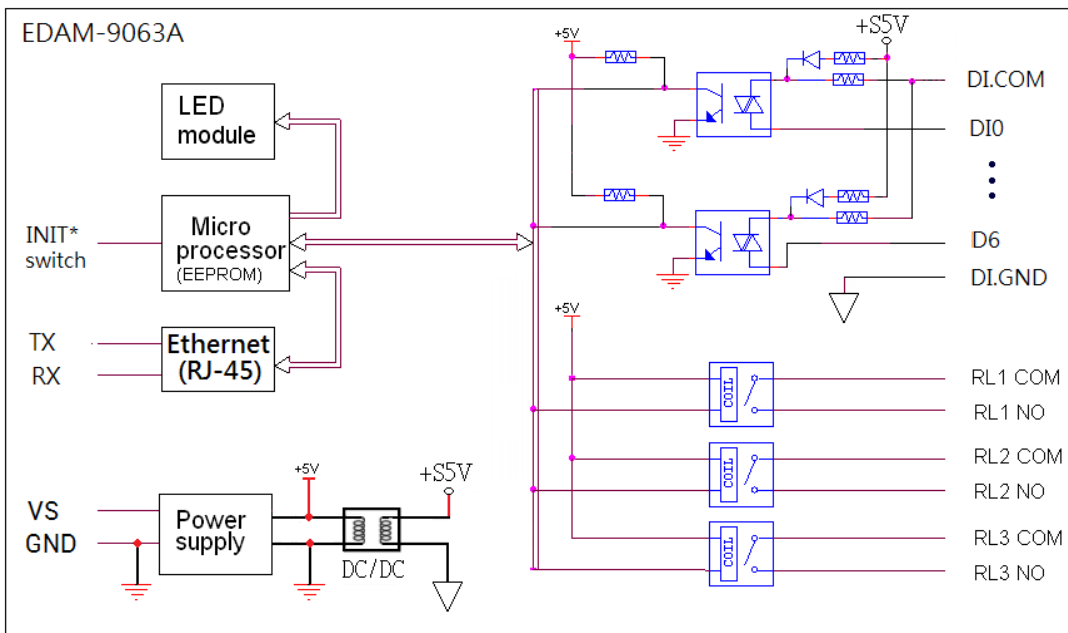 EDAM-9063A
LED
module
INIT*
switch
Micro
processor
(EEPROM)
TX
RX
Ethernet
(RJ-45)
VS
GND
Power
supply
+5V
+S5V
DC/DC
+5V
+S5V
DI.COM
DI0
D6
DI.GND
+5V
COIL
RL1 COM
RL1 NO
COIL
RL2 COM
RL2 NO
COIL
RL3 COM
RL3 NO